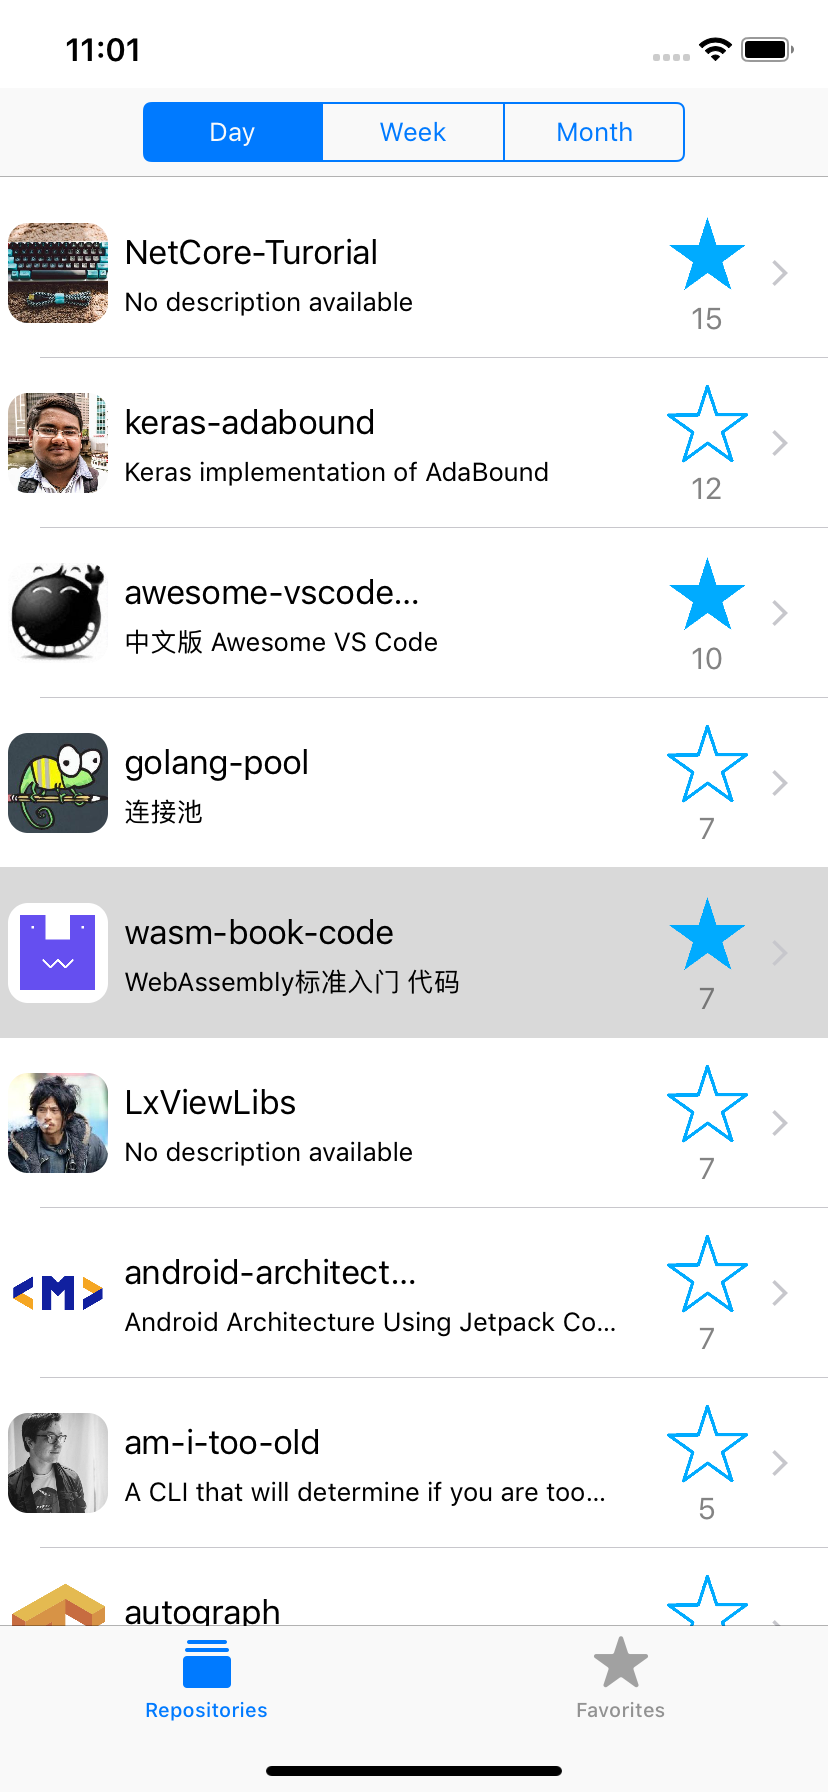 11:01
Day Week Month
NetCore-Turorial
No description available
15
keras-adabound
Keras implementation of AdaBound
12
awesome-vscode...
中文版 Awesome VS Code
10
golang-pool
连接池
7
wasm-book-code
WebAssembly标准入门 代码
7
LxViewLibs
No description available
7
<M>
android-architect...
Android Architecture Using Jetpack Co...
7
am-i-too-old
A CLI that will determine if you are too...
5
autograph
Repositories Favorites